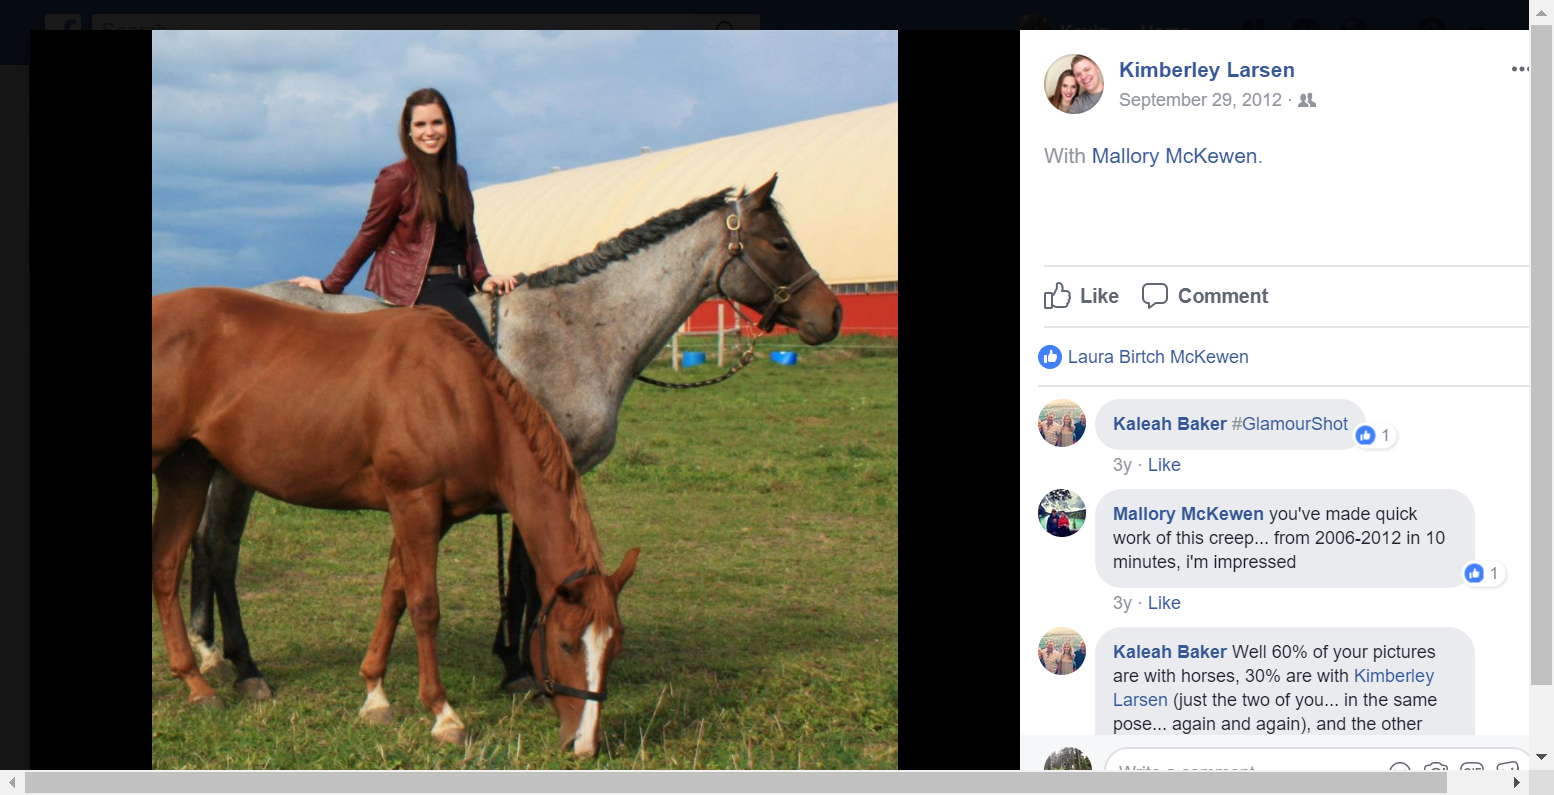 Search
Kimberley Larsen
September 29, 2012 ·
With Mallory McKewen.
Like Comment
Laura Birtch McKewen
Kaleah Baker #GlamourShot
1
3y · Like
Mallory McKewen you've made quick
work of this creep... from 2006-2012 in 10
minutes, i'm impressed
1
3y · Like
Kaleah Baker Well 60% of your pictures
are with horses, 30% are with Kimberley
Larsen (just the two of you... in the same
pose... again and again), and the other
Write a comment